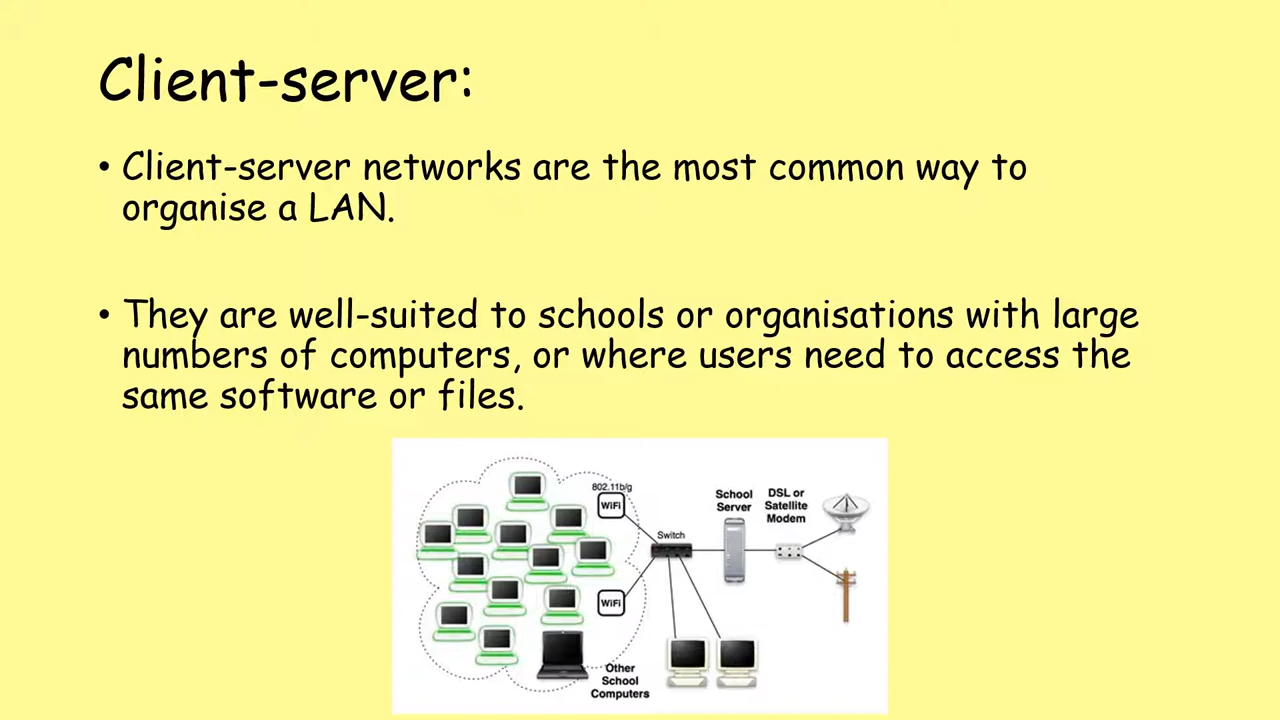 Client-server:
• Client-server networks are the most common way to
organise a LAN.
• They are well-suited to schools or organisations with large
numbers of computers, or where users need to access the
same software or files.
802.11b/g
WiFi
Switch
School
Server
DSL or
Satellite
Modem
WiFi
Other
School
Computers